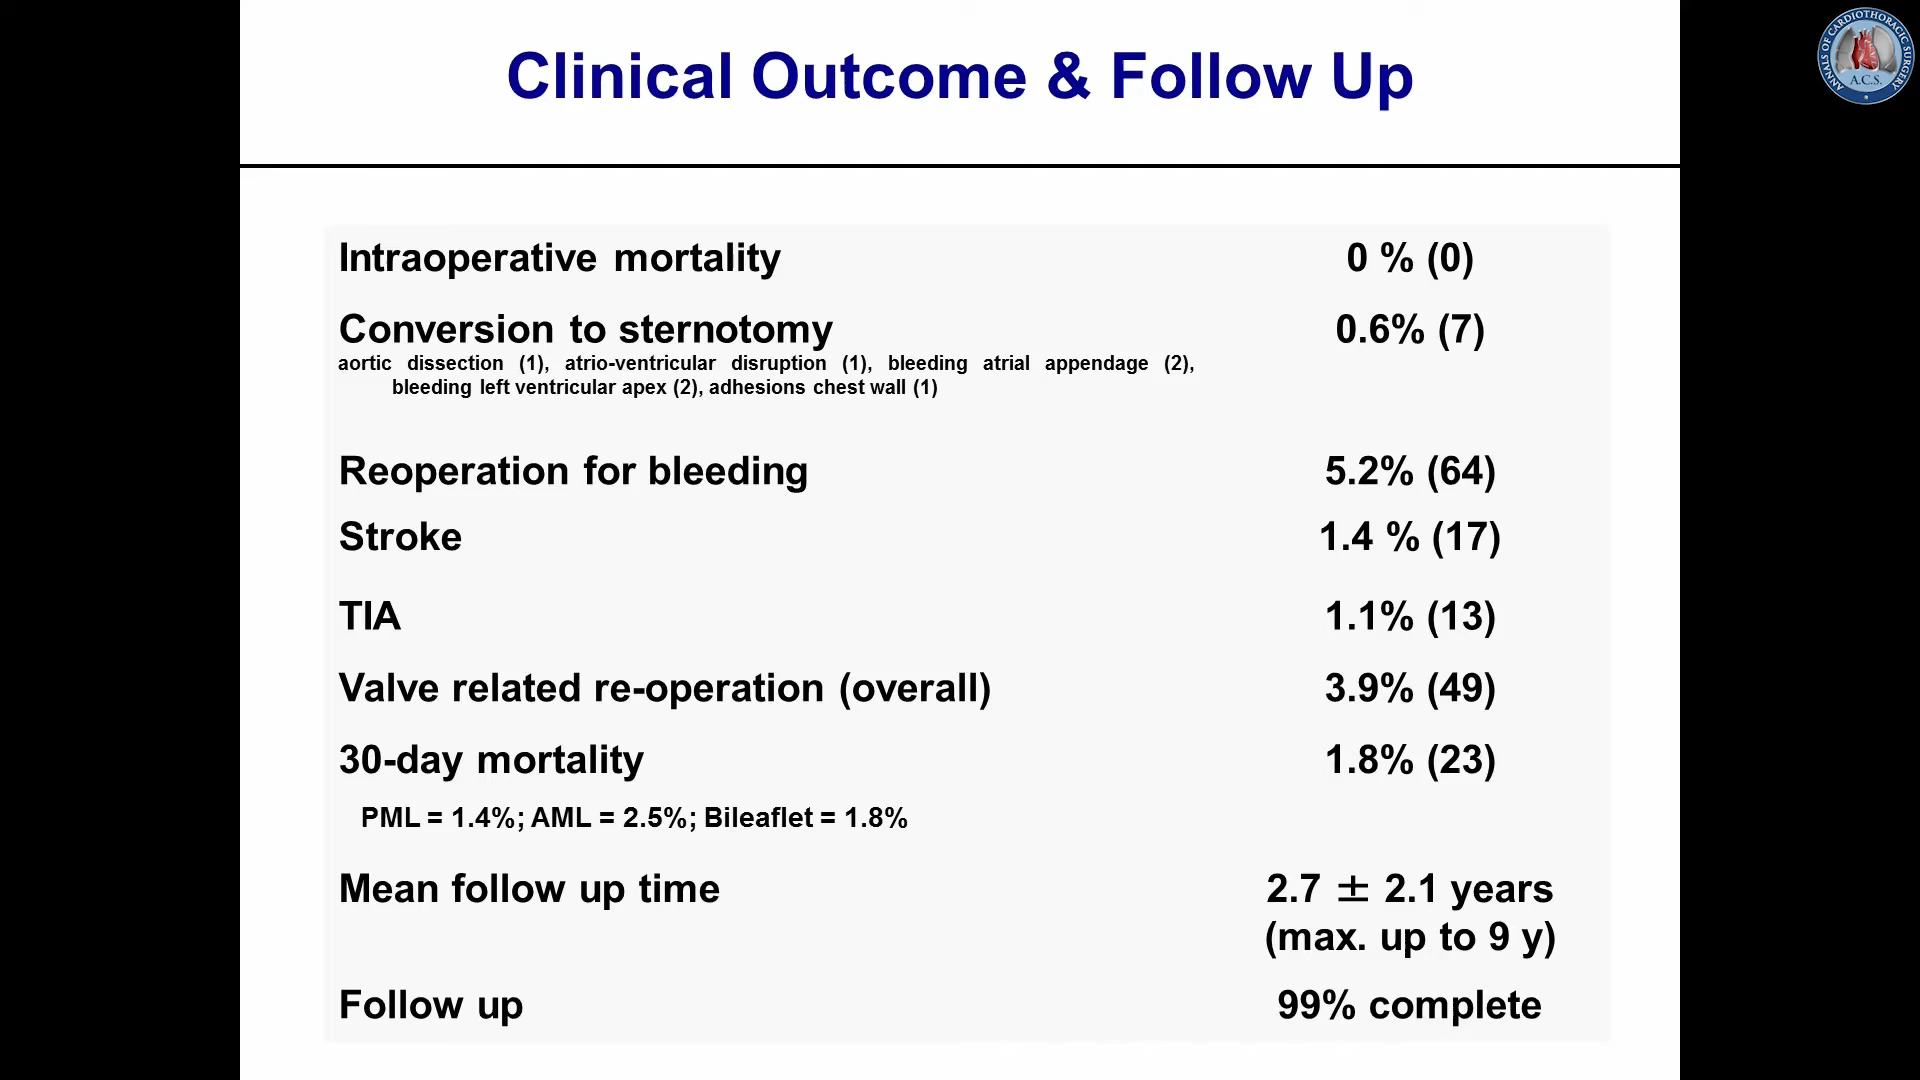 Clinical Outcome & Follow Up
ANNALS OF CARDIOTHORACIC SURGERY
A.C.S.
Intraoperative mortality 0 % (0)
Conversion to sternotomy 0.6% (7)
aortic dissection (1), atrio-ventricular disruption (1), bleeding atrial appendage (2),
bleeding left ventricular apex (2), adhesions chest wall (1)
Reoperation for bleeding 5.2% (64)
Stroke 1.4 % (17)
TIA 1.1% (13)
Valve related re-operation (overall) 3.9% (49)
30-day mortality 1.8% (23)
PML = 1.4%; AML = 2.5%; Bileaflet = 1.8%
Mean follow up time 2.7 ± 2.1 years
(max. up to 9 y)
Follow up 99% complete